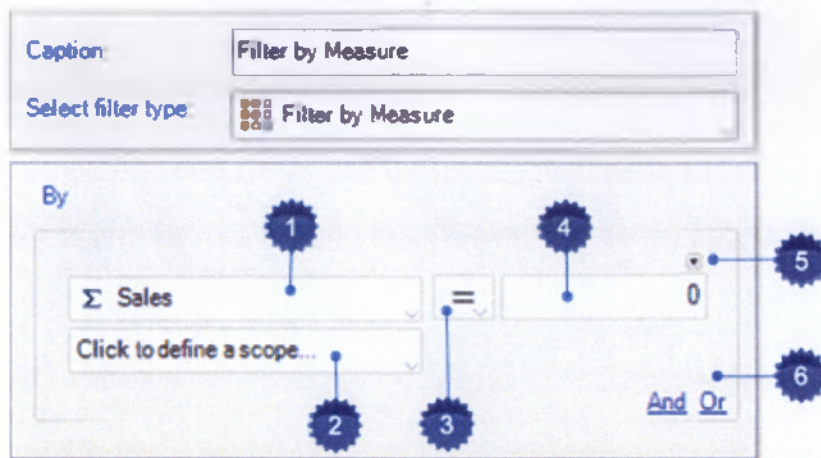 Caption:
Filter by Measure
Select filter type
Filter by Measure
By
1
4
5
Σ Sales
=
0
Click to define a scope...
2
3
6
And Or